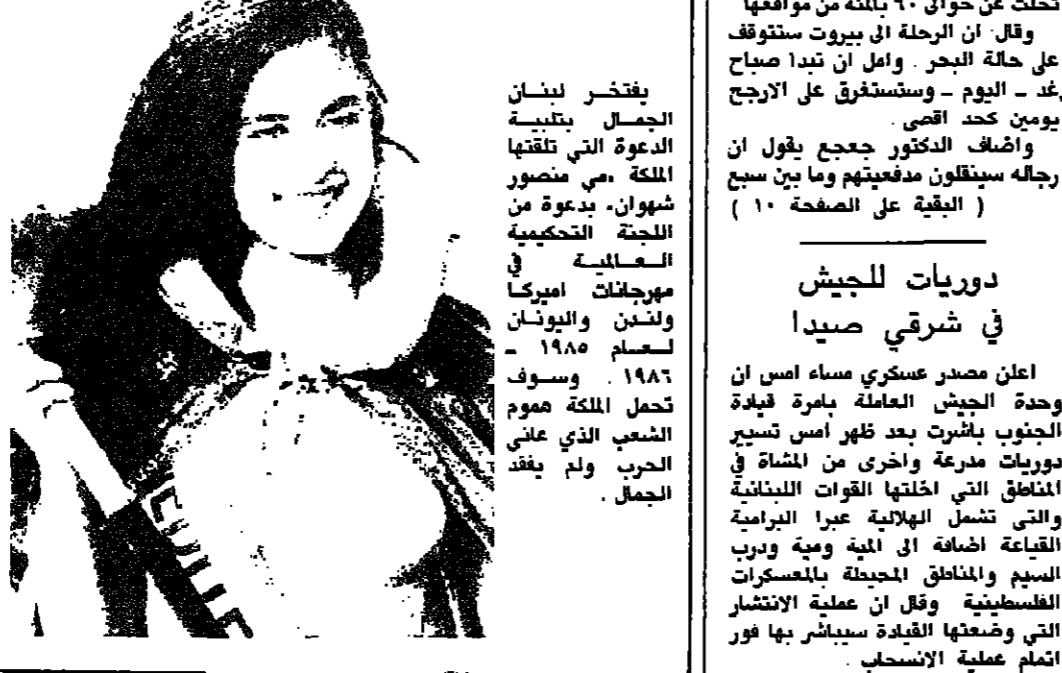 تخلت عن حوالى ٦٠ بالمئة من مواقعها
وقال ان الرحلة الى بيروت ستتوقف
على حالة البحر . وامل ان تبدا صباح
غد ـ اليوم ـ وستستغرق على الارجح
يومين كحد اقصى .
واضاف الدكتور جعجع يقول ان
رجاله سينقلون مدفعيتهم وما بين سبع
( البقية على الصفحة ١٠ )
دوريات للجيش
في شرقي صيدا
اعلن مصدر عسكري مساء امس ان
وحدة الجيش العاملة بامرة قيادة
الجنوب باشرت بعد ظهر امس تسيير
دوريات مدرعة واخرى من المشاة في
المناطق التي اخلتها القوات اللبنانية
والتى تشمل الهلالية عبرا البرامية
القياعة اضافة الى المية ومية ودرب
السيم والمناطق المحيطة بالمعسكرات
الفلسطينية وقال ان عملية الانتشار
التي وضعتها القيادة سيباشر بها فور
اتمام عملية الانسحاب .
يفتخر لبنان
الجمال بتلبية
الدعوة التي تلقتها
الملكة ،مي منصور
شهوان، بدعوة من
اللجنة التحكيمية
العالمية في
مهرجانات اميركا
ولندن واليونان
لعام ١٩٨٥ ـ
١٩٨٦ . وسوف
تحمل الملكة هموم
الشعب الذي عانى
الحرب ولم يفقد
الجمال .